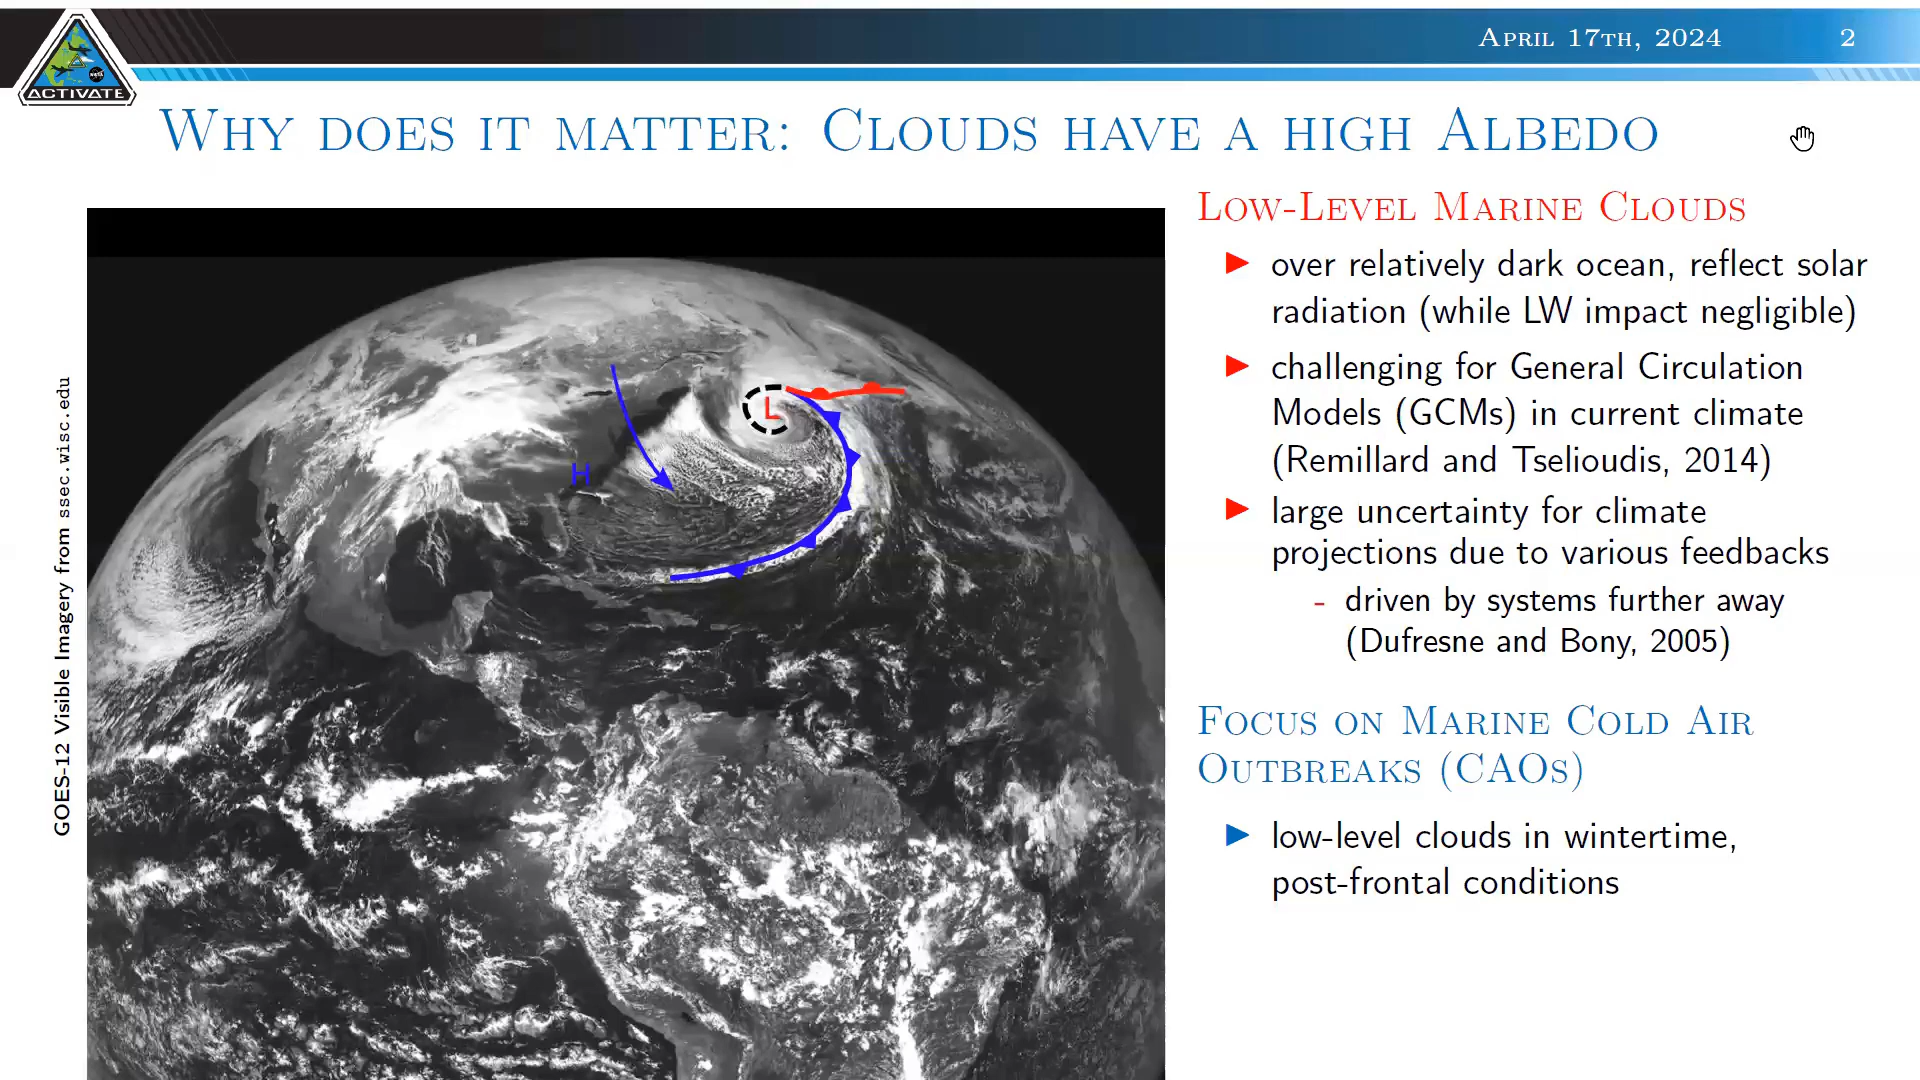 April 17th, 2024 2
ACTIVATE
Why does it matter: Clouds have a high Albedo
Low-Level Marine Clouds
over relatively dark ocean, reflect solar
radiation (while LW impact negligible)
challenging for General Circulation
Models (GCMs) in current climate
(Remillard and Tselioudis, 2014)
large uncertainty for climate
projections due to various feedbacks
- driven by systems further away
(Dufresne and Bony, 2005)
Focus on Marine Cold Air
Outbreaks (CAOs)
low-level clouds in wintertime,
post-frontal conditions
GOES-12 Visible Imagery from ssec.wisc.edu
L
H